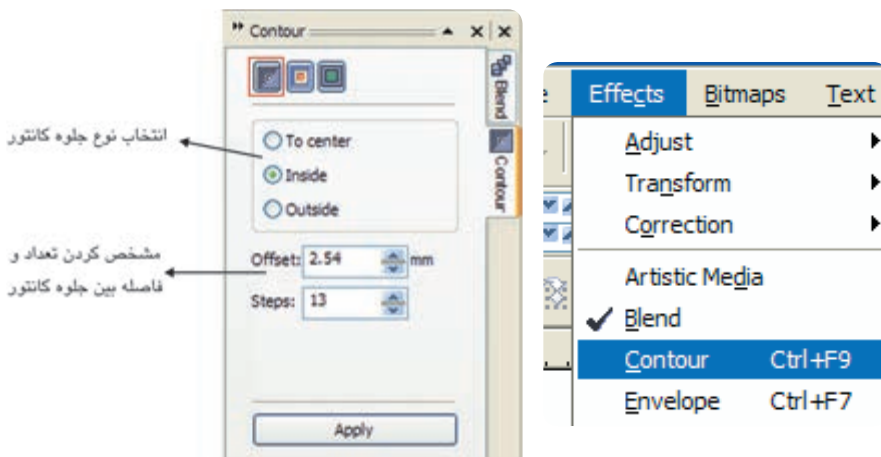 Contour
Blend
Contour
انتخاب نوع جلوه کانتور
To center
Inside
Outside
مشخص کردن تعداد و
فاصله بین جلوه کانتور
Offset: 2.54 mm
Steps: 13
Apply
Effects Bitmaps Text
Adjust
Transform
Correction
Artistic Media
Blend
Contour Ctrl+F9
Envelope Ctrl+F7